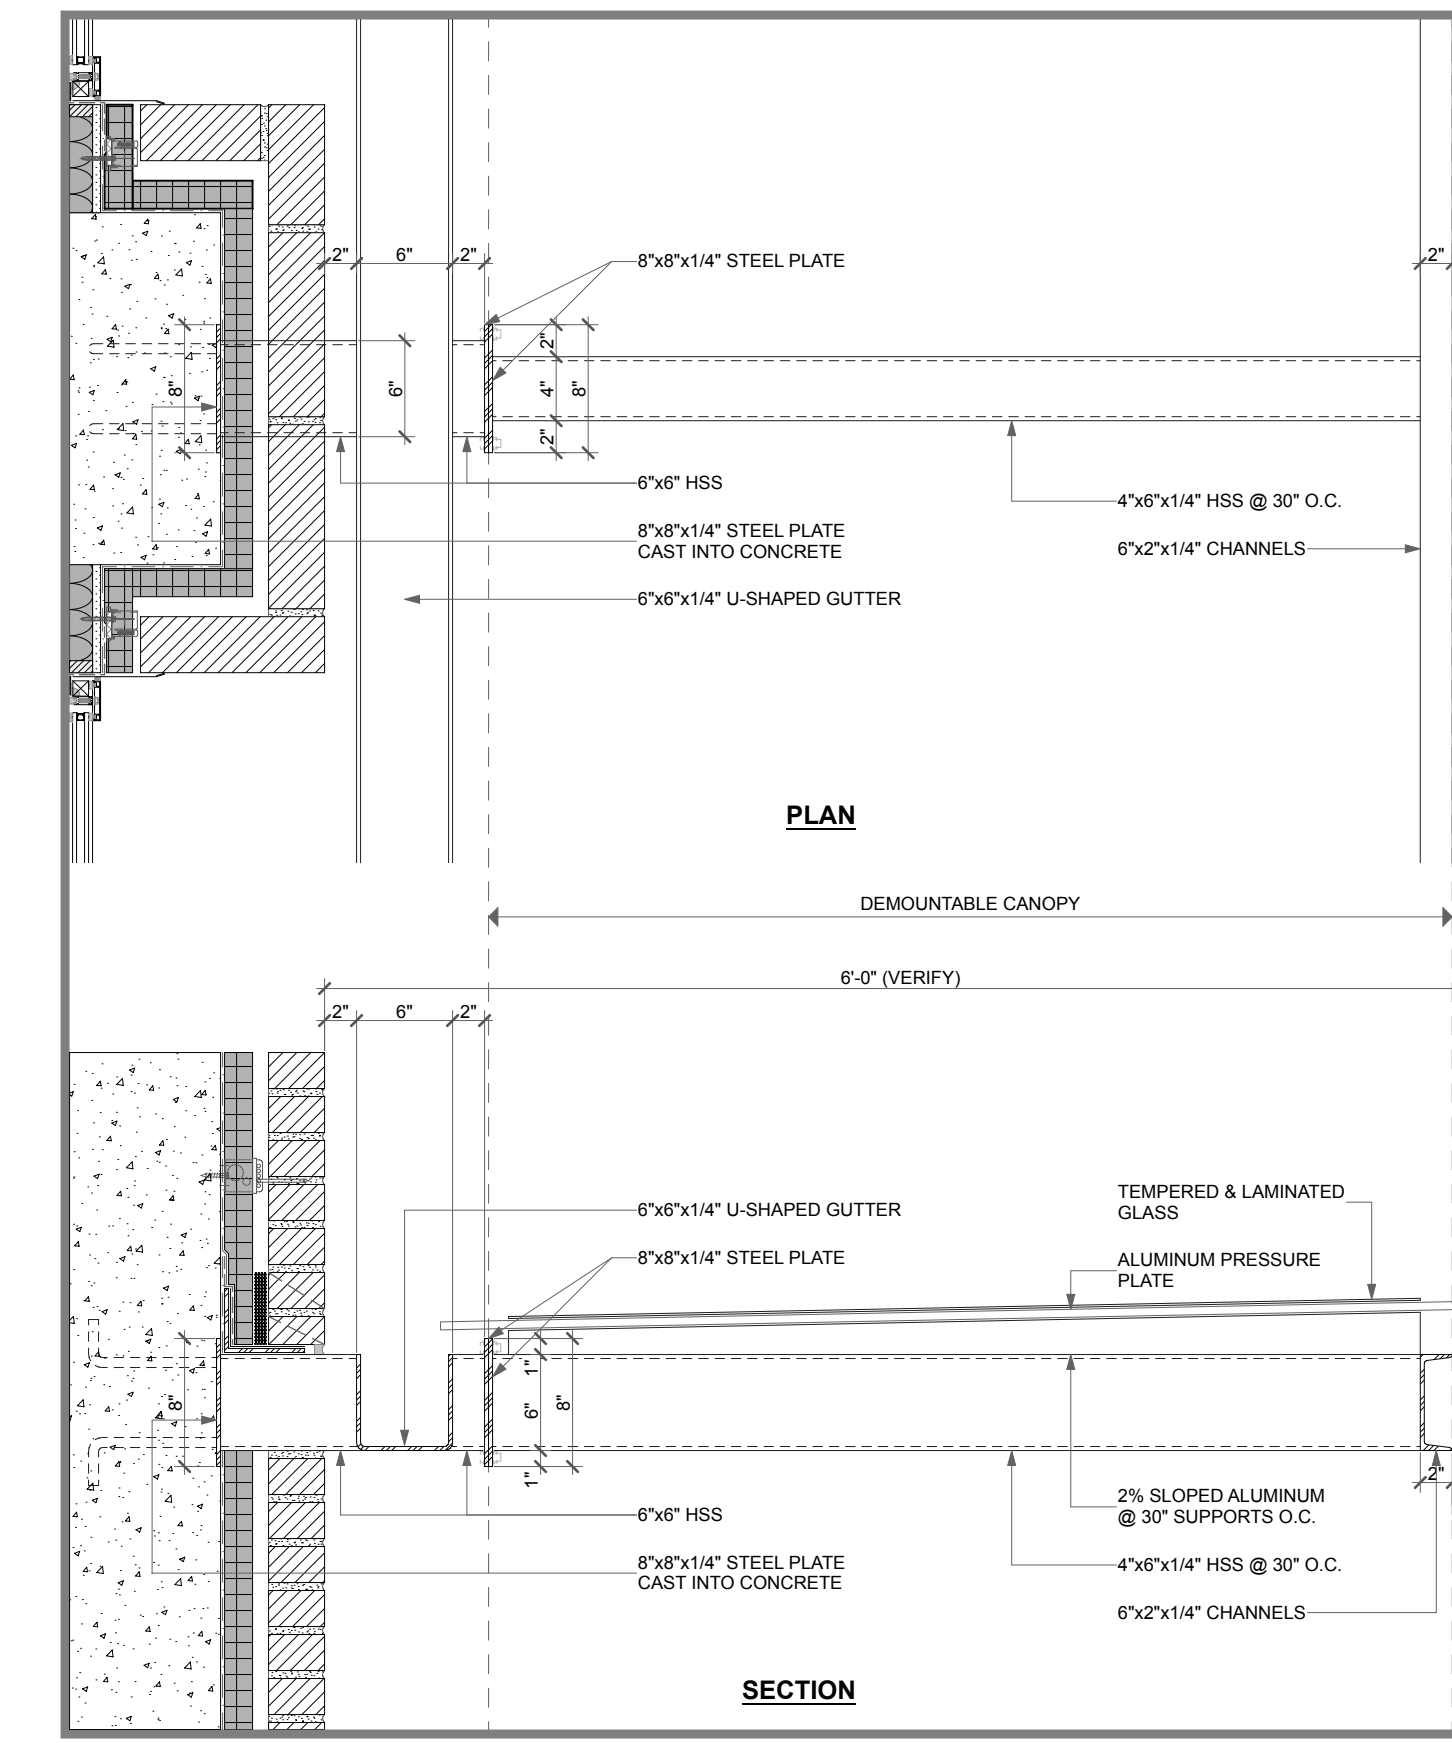 2"
6"
2"
8"x8"x1/4" STEEL PLATE
2"
8"
6"
2"
4"
8"
2"
6"x6" HSS
4"x6"x1/4" HSS @ 30" O.C.
8"x8"x1/4" STEEL PLATE
CAST INTO CONCRETE
6"x2"x1/4" CHANNELS
6"x6"x1/4" U-SHAPED GUTTER
PLAN
DEMOUNTABLE CANOPY
6'-0" (VERIFY)
2"
6"
2"
TEMPERED & LAMINATED
GLASS
6"x6"x1/4" U-SHAPED GUTTER
8"x8"x1/4" STEEL PLATE
ALUMINUM PRESSURE
PLATE
8"
1"
6"
8"
1"
2"
2% SLOPED ALUMINUM
@ 30" SUPPORTS O.C.
6"x6" HSS
8"x8"x1/4" STEEL PLATE
CAST INTO CONCRETE
4"x6"x1/4" HSS @ 30" O.C.
6"x2"x1/4" CHANNELS
SECTION